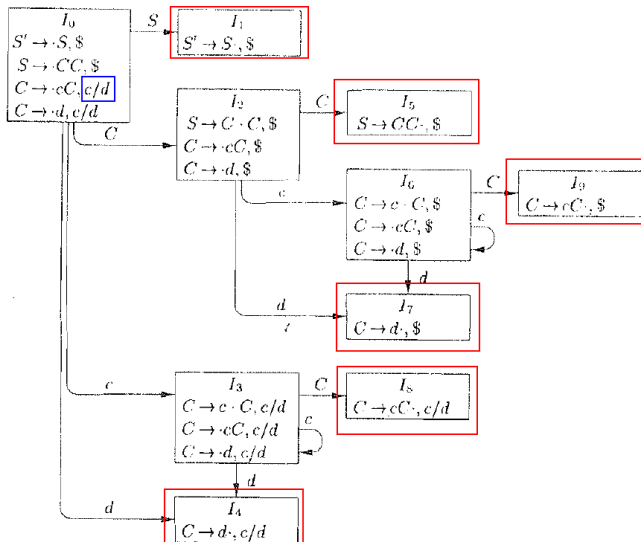 I₀
S' → ·S, $
S → ·CC, $
C → ·cC, c/d
C → ·d, c/d
S
I₁
S' → S·, $
C
I₂
S → C · C, $
C → ·cC, $
C → ·d, $
C
I₅
S → CC·, $
c
I₆
C → c · C, $
C → ·cC, $
C → ·d, $
C
I₉
C → cC·, $
c
d
d
I₇
C → d·, $
c
I₃
C → c · C, c/d
C → ·cC, c/d
C → ·d, c/d
C
I₈
C → cC·, c/d
c
d
d
I₄
C → d·, c/d